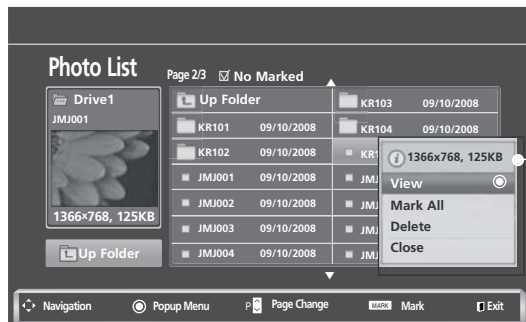 Photo List
Page 2/3 No Marked
Drive1
JMJ001
1366x768, 125KB
Up Folder
Up Folder
KR101 09/10/2008
KR102 09/10/2008
JMJ001 09/10/2008
JMJ002 09/10/2008
JMJ003 09/10/2008
JMJ004 09/10/2008
KR103 09/10/2008
KR104 09/10/2008
1366x768, 125KB
View
Mark All
Delete
Close
Navigation
Popup Menu
P Page Change
MARK Mark
Exit